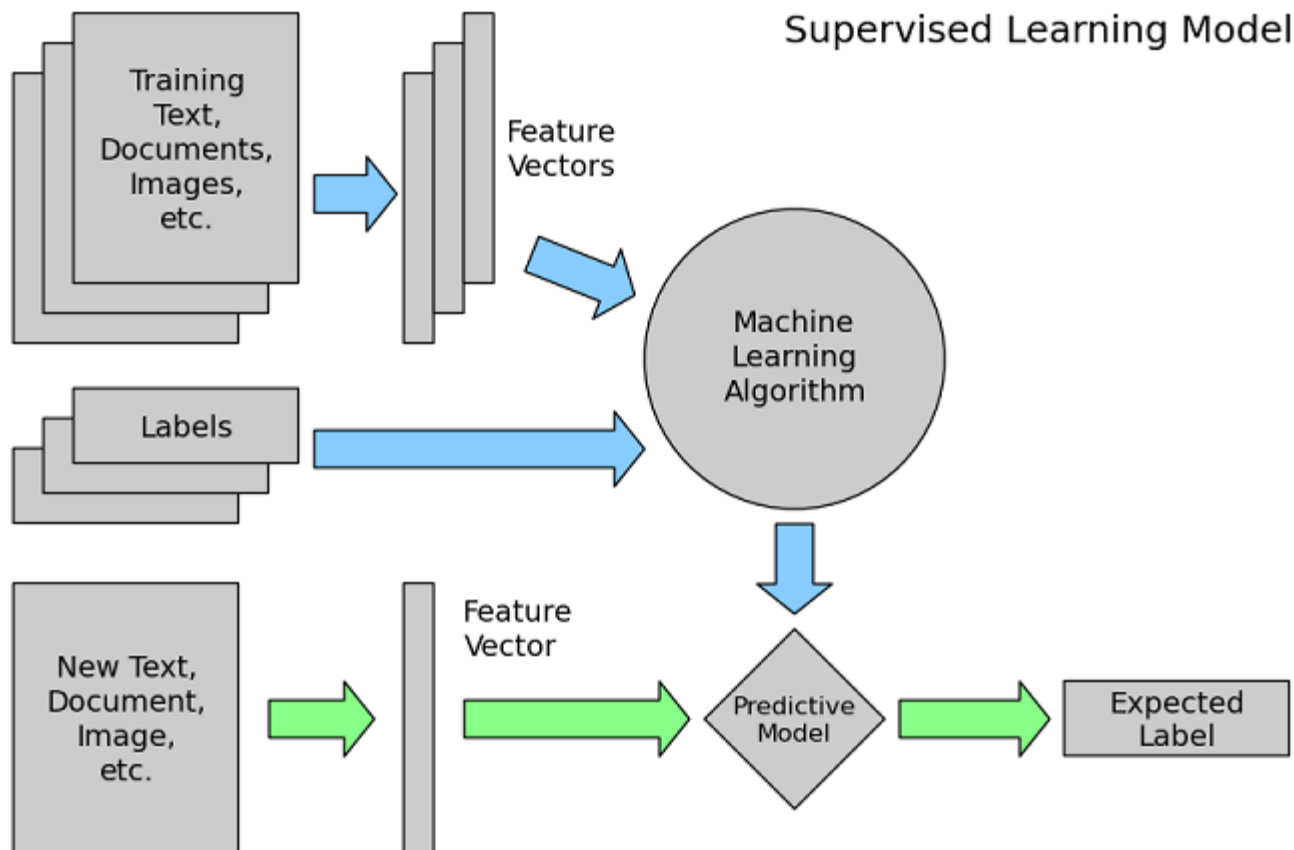 Supervised Learning Model
Training
Text,
Documents,
Images,
etc.
Feature
Vectors
Machine
Learning
Algorithm
Labels
Feature
Vector
New Text,
Document,
Image,
etc.
Predictive
Model
Expected
Label